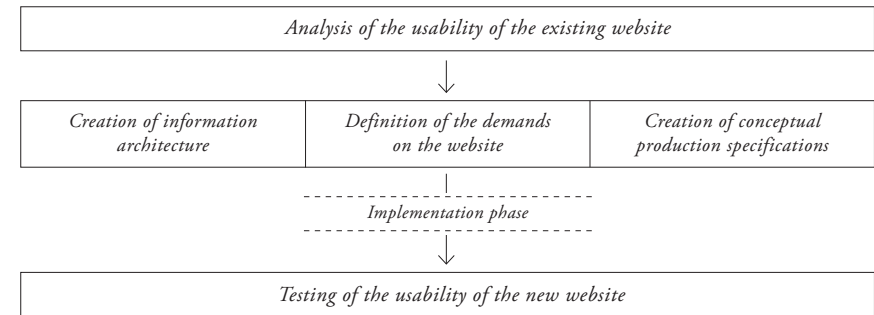 Analysis of the usability of the existing website
Creation of information
architecture
Definition of the demands
on the website
Creation of conceptual
production specifications
Implementation phase
Testing of the usability of the new website